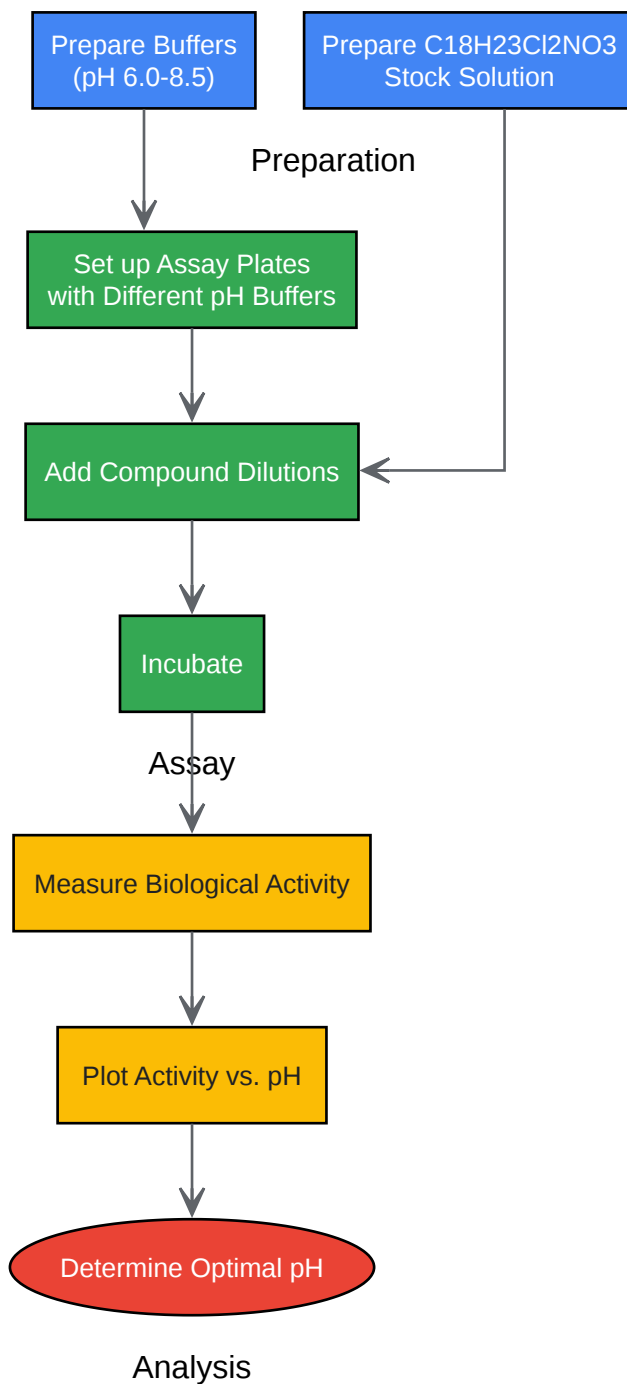 Prepare Buffers
(pH 6.0-8.5)
Prepare C18H23Cl2NO3
Stock Solution
Preparation
Set up Assay Plates
with Different pH Buffers
Add Compound Dilutions
Incubate
Assay
Measure Biological Activity
Plot Activity vs. pH
Determine Optimal pH
Analysis